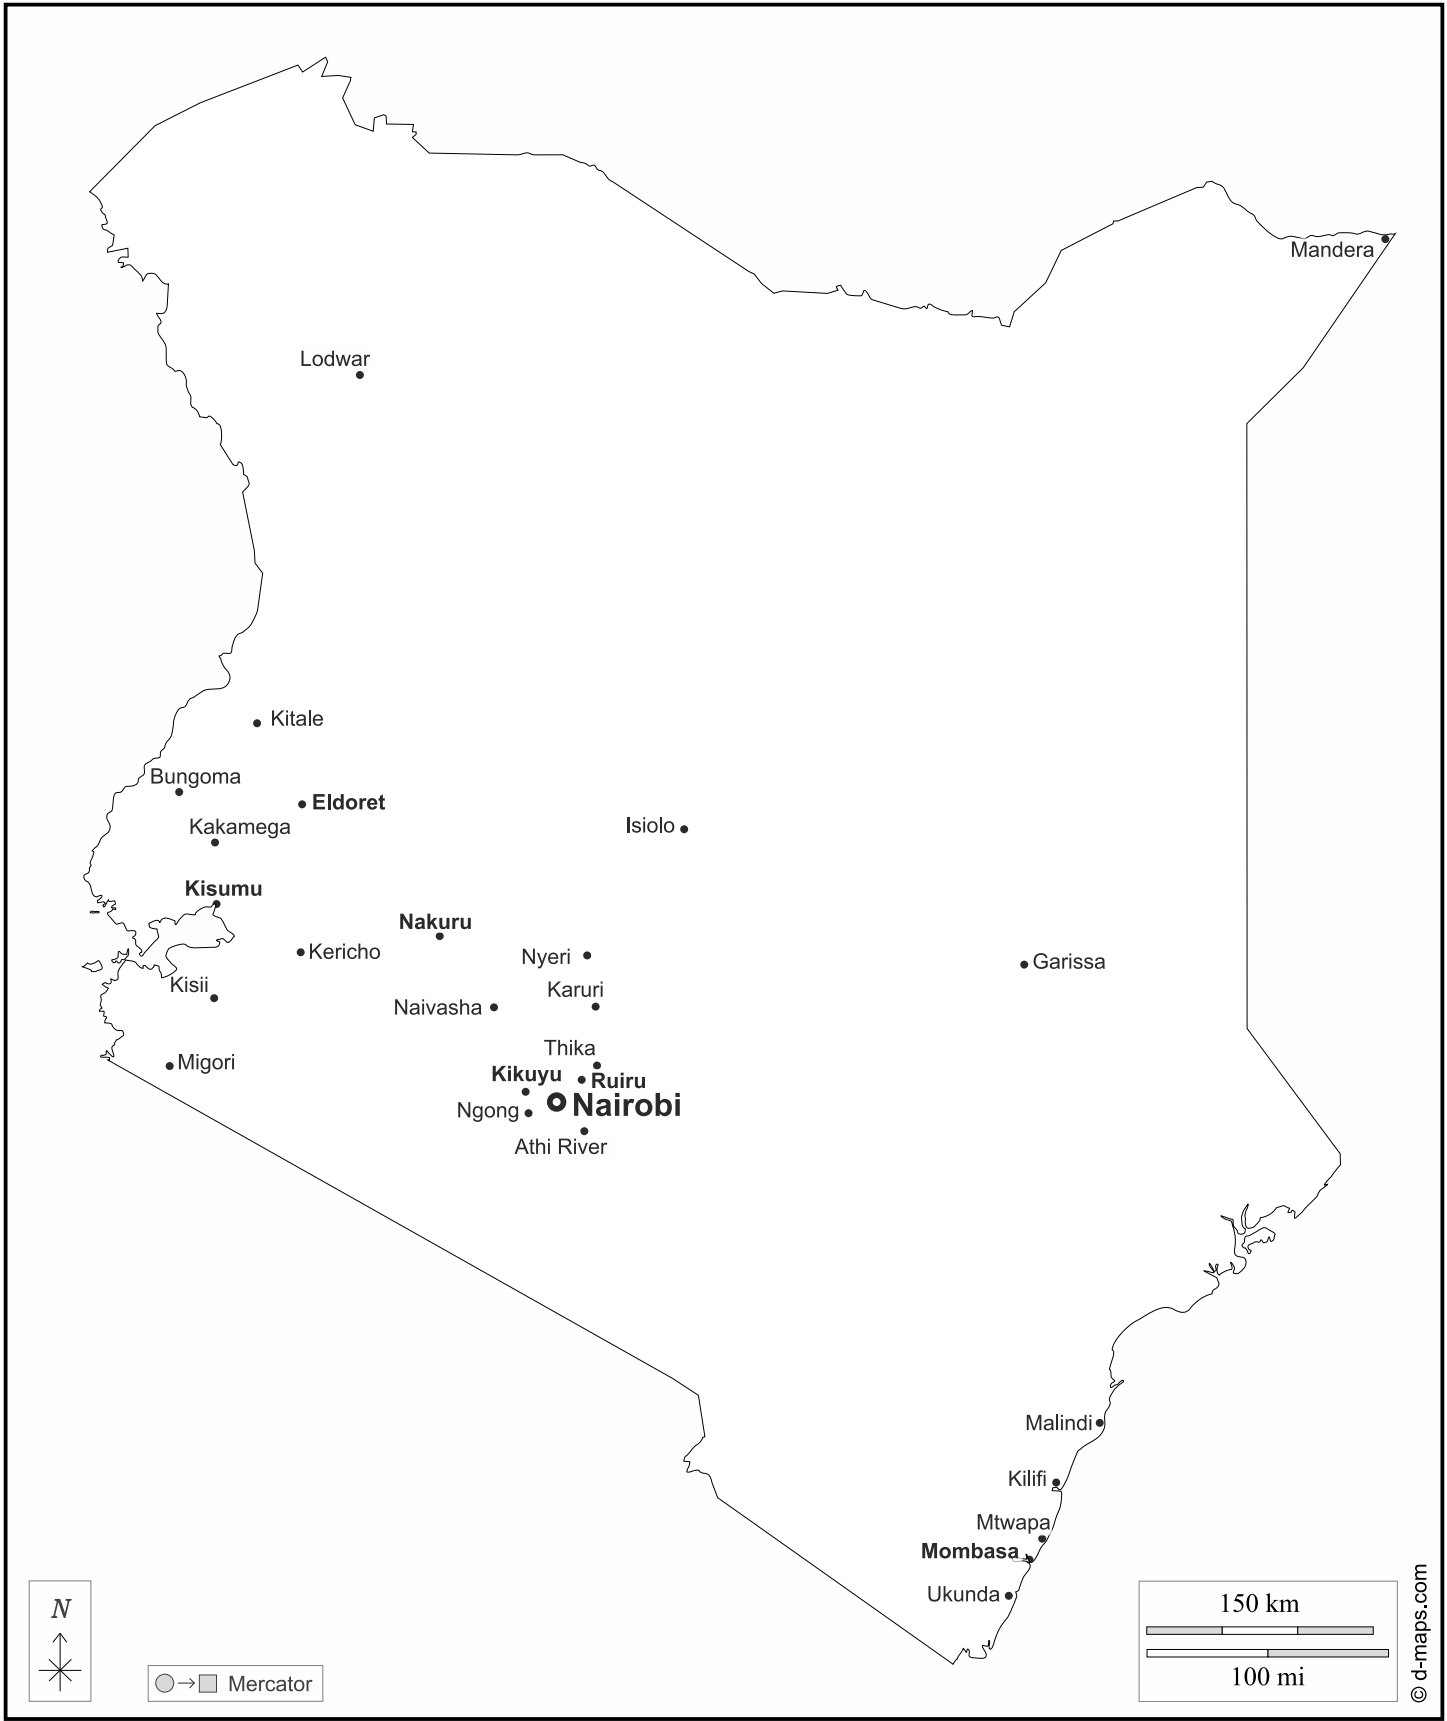 Mandera
Lodwar
Kitale
Bungoma
Eldoret
Kakamega
Isiolo
Kisumu
Nakuru
Kericho
Nyeri
Garissa
Kisii
Karuri
Naivasha
Thika
Migori
Kikuyu
Ruiru
Nairobi
Ngong
Athi River
Malindi
Kilifi
Mtwapa
Mombasa
Ukunda
N
Mercator
150 km
100 mi
© d-maps.com